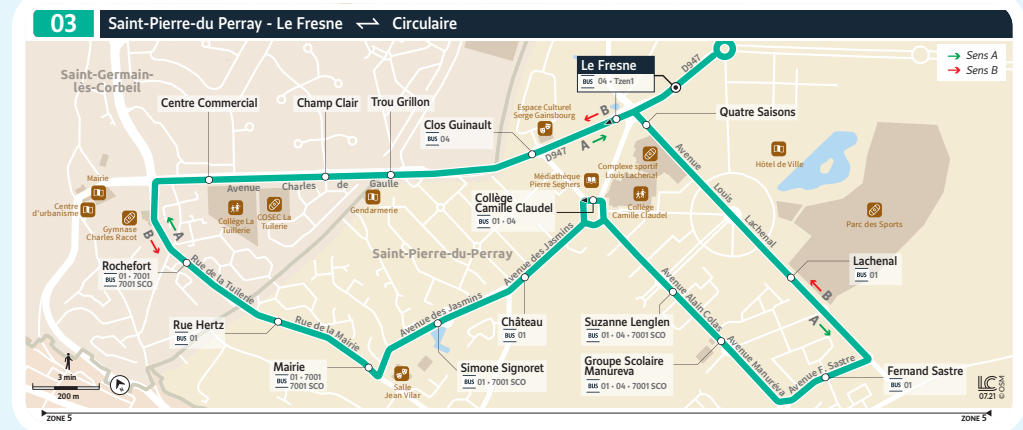 03 Saint-Pierre-du Perray - Le Fresne ⇌ Circulaire
Sens A
Sens B
Saint-Germain-
lès-Corbeil
Centre Commercial
Champ Clair
Trou Grillon
Clos Guinault
BUS 04
Espace Culturel
Serge Gainsbourg
Le Fresne
BUS 04 • Tzen1
D947
B
A
D947
Quatre Saisons
Complexe sportif
Louis Lachenal
Médiathèque
Pierre Seghers
Hôtel de Ville
Mairie
Centre
d'urbanisme
Gymnase
Charles Racot
Avenue Charles de Gaulle
Collège La
Tuillerie
COSEC La
Tuilerie
Gendarmerie
Collège
Camille Claudel
BUS 01 • 04
Collège
Camille Claudel
Avenue Louis Lachenal
Parc des Sports
A
B
Saint-Pierre-du-Perray
Rochefort
BUS 01 • 7001
7001 SCO
Rue de la Tuilerie
Rue Hertz
BUS 01
Rue de la Mairie
Mairie
BUS 01 • 7001
7001 SCO
Salle
Jean Vilar
Avenue des Jasmins
Avenue des Jasmins
Simone Signoret
BUS 01 • 7001 SCO
Château
BUS 01
Suzanne Lenglen
BUS 01 • 04 • 7001 SCO
Groupe Scolaire
Manureva
BUS 01 • 04 • 7001 SCO
Avenue Alain Colas
Avenue Manuréva
Avenue F. Sastre
Lachenal
BUS 01
B
A
Fernand Sastre
BUS 01
3 min
200 m
LC
07.21
© OSM
ZONE 5
ZONE 5